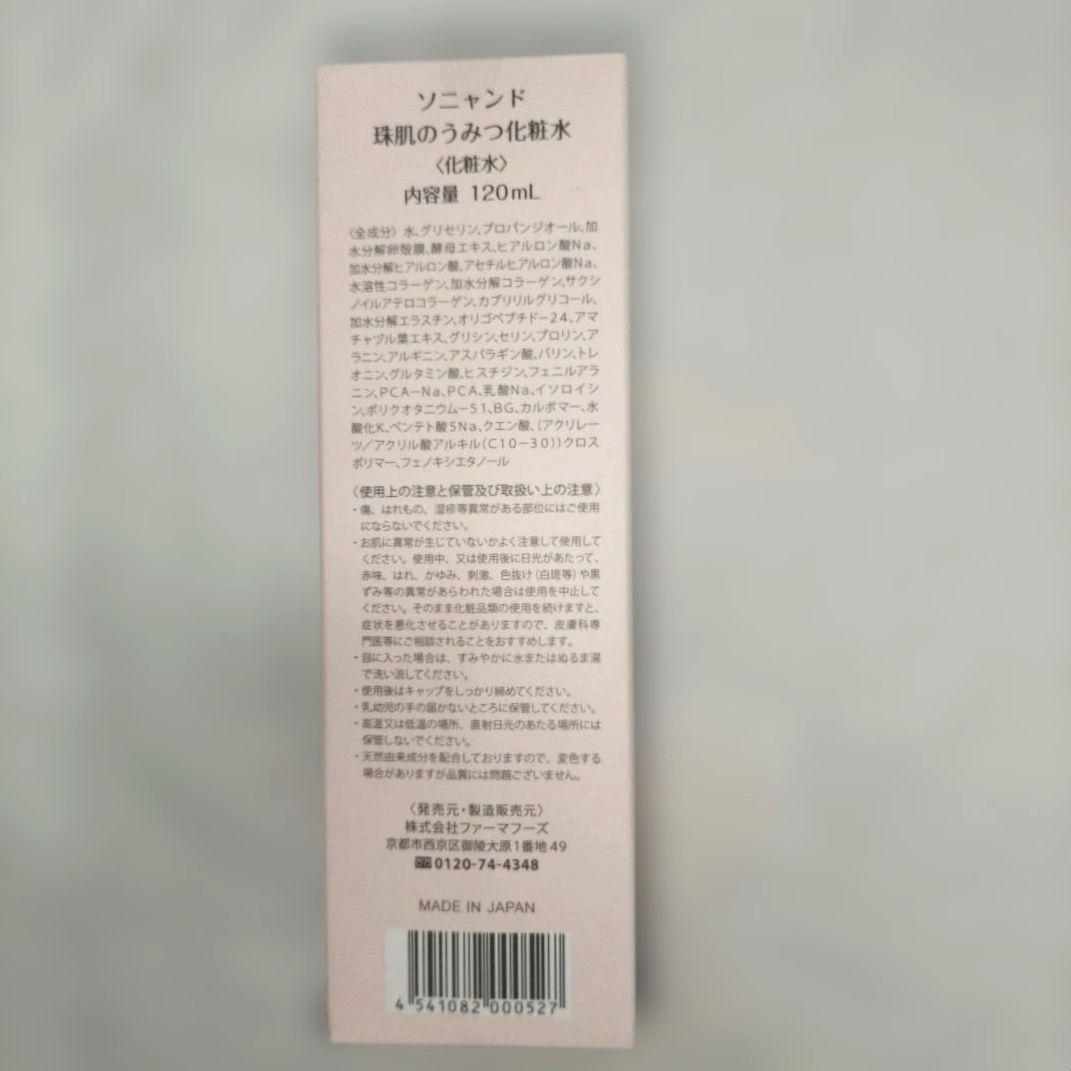 ソニャンド
珠肌のうみつ化粧水
〈化粧水〉
内容量 120mL
〈全成分〉水、グリセリン、プロパンジオール、加
水分解卵殻膜、酵母エキス、ヒアルロン酸Na、
加水分解ヒアルロン酸、アセチルヒアルロン酸Na、
水溶性コラーゲン、加水分解コラーゲン、サクシ
ノイルアテロコラーゲン、カプリリルグリコール、
加水分解エラスチン、オリゴペプチド－24、アマ
チャヅル葉エキス、グリシン、セリン、プロリン、ア
ラニン、アルギニン、アスパラギン酸、バリン、トレ
オニン、グルタミン酸、ヒスチジン、フェニルアラ
ニン、PCA－Na、PCA、乳酸Na、イソロイシ
ン、ポリクオタニウム－51、BG、カルボマー、水
酸化K、ペンテト酸5Na、クエン酸、（アクリレー
ツ／アクリル酸アルキル（C10－30））クロス
ポリマー、フェノキシエタノール
〈使用上の注意と保管及び取扱い上の注意〉
・傷、はれもの、湿疹等異常がある部位にはご使用
にならないでください。
・お肌に異常が生じていないかよく注意して使用して
ください。使用中、又は使用後に日光があたって、
赤味、はれ、かゆみ、刺激、色抜け（白斑等）や黒
ずみ等の異常があらわれた場合は使用を中止して
ください。そのまま化粧品類の使用を続けますと、
症状を悪化させることがありますので、皮膚科専
門医等にご相談されることをおすすめします。
・目に入った場合は、すみやかに水またはぬるま湯
で洗い流してください。
・使用後はキャップをしっかり締めてください。
・乳幼児の手の届かないところに保管してください。
・高温又は低温の場所、直射日光のあたる場所には
保管しないでください。
・天然由来成分を配合しておりますので、変色する
場合がありますが品質には問題ございません。
〈発売元・製造販売元〉
株式会社ファーマフーズ
京都市西京区御陵大原1番地49
0120-74-4348
MADE IN JAPAN
4 541082 000527